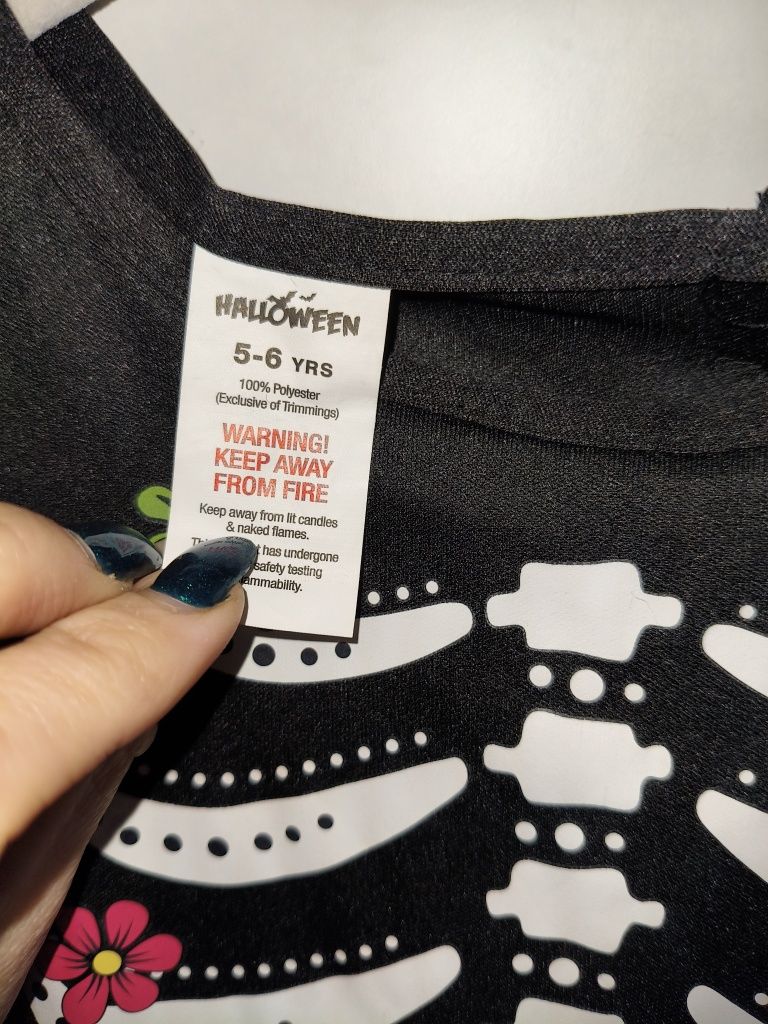 HALLOWEEN
5-6 YRS
100% Polyester
(Exclusive of Trimmings)
WARNING!
KEEP AWAY
FROM FIRE
Keep away from lit candles
& naked flames.
has undergone
safety testing